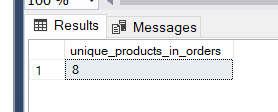 100 %
Results Messages
unique_products_in_orders
1 8